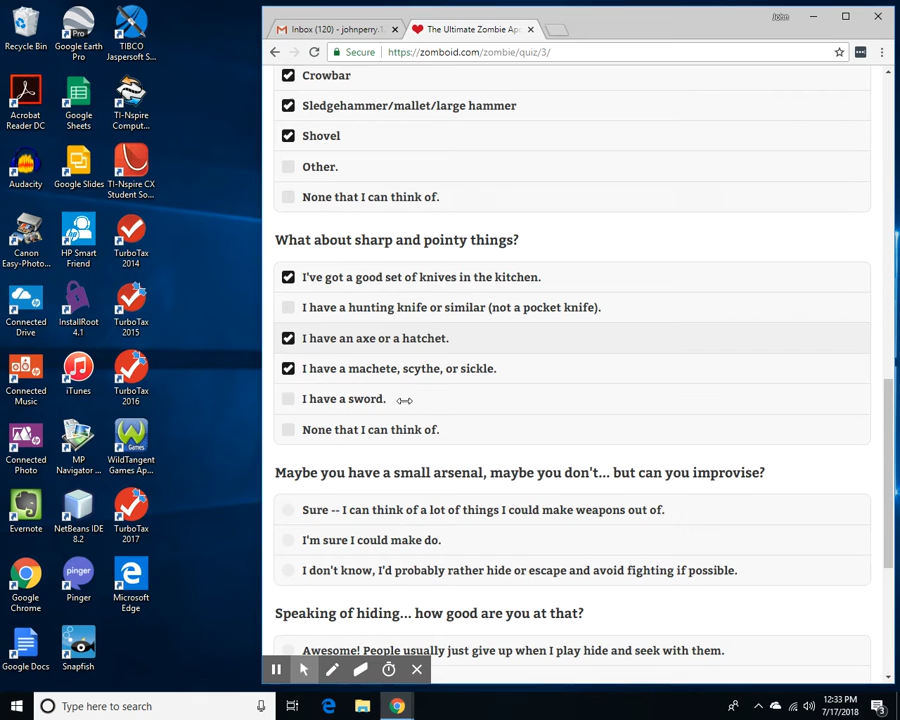 Recycle Bin
Google Earth Pro
TIBCO Jaspersoft S...
Acrobat Reader DC
Google Sheets
TI-Nspire Comput...
Audacity
Google Slides
TI-Nspire CX Student So...
Canon Easy-Photo...
HP Smart Friend
TurboTax 2014
Connected Drive
InstallRoot 4.1
TurboTax 2015
Connected Music
iTunes
TurboTax 2016
Connected Photo
MP Navigator ...
WildTangent Games Ap...
Evernote
NetBeans IDE 8.2
TurboTax 2017
Google Chrome
Pinger
Microsoft Edge
Google Docs
Snapfish
Inbox (120) - johnperry.1
The Ultimate Zombie Ap
John
Secure
https://zomboid.com/zombie/quiz/3/
Crowbar
Sledgehammer/mallet/large hammer
Shovel
Other.
None that I can think of.
What about sharp and pointy things?
I've got a good set of knives in the kitchen.
I have a hunting knife or similar (not a pocket knife).
I have an axe or a hatchet.
I have a machete, scythe, or sickle.
I have a sword.
None that I can think of.
Maybe you have a small arsenal, maybe you don't... but can you improvise?
Sure -- I can think of a lot of things I could make weapons out of.
I'm sure I could make do.
I don't know, I'd probably rather hide or escape and avoid fighting if possible.
Speaking of hiding... how good are you at that?
Awesome! People usually just give up when I play hide and seek with them.
Type here to search
12:33 PM
7/17/2018
3